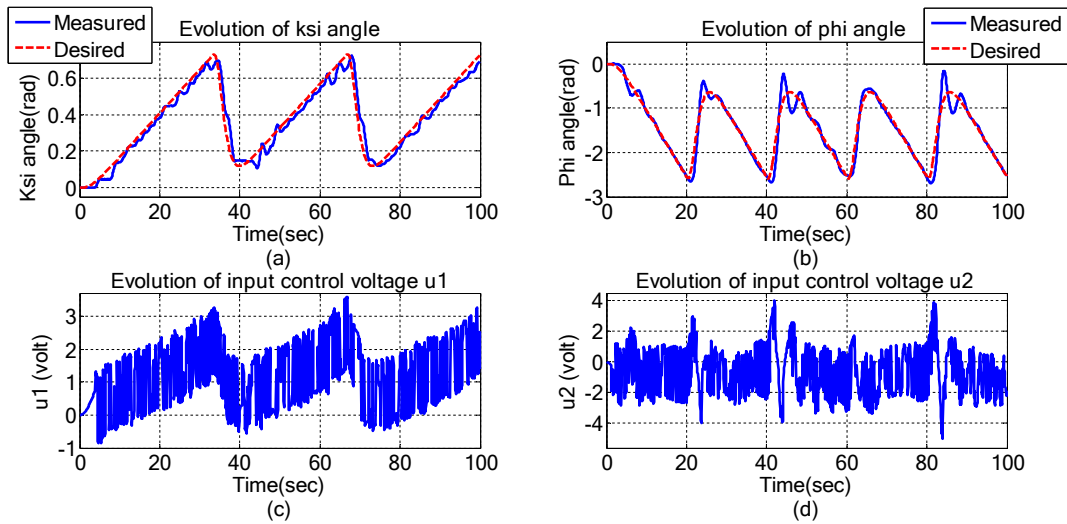 Measured
Desired
Evolution of ksi angle
Ksi angle(rad)
0.6
0.4
0.2
0
0 20 40 60 80 100
Time(sec)
(a)
Measured
Desired
Evolution of phi angle
Phi angle(rad)
0
-1
-2
-3
0 20 40 60 80 100
Time(sec)
(b)
Evolution of input control voltage u1
u1 (volt)
3
2
1
0
-1
0 20 40 60 80 100
Time(sec)
(c)
Evolution of input control voltage u2
u2 (volt)
4
2
0
-2
-4
0 20 40 60 80 100
Time(sec)
(d)